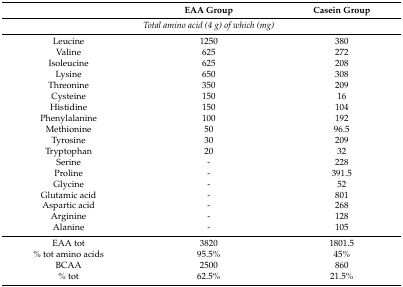 EAA Group Casein Group
Total amino acid (4 g) of which (mg)
Leucine 1250 380
Valine 625 272
Isoleucine 625 208
Lysine 650 308
Threonine 350 209
Cysteine 150 16
Histidine 150 104
Phenylalanine 100 192
Methionine 50 96.5
Tyrosine 30 209
Tryptophan 20 32
Serine - 228
Proline - 391.5
Glycine - 52
Glutamic acid - 801
Aspartic acid - 268
Arginine - 128
Alanine - 105
EAA tot 3820 1801.5
% tot amino acids 95.5% 45%
BCAA 2500 860
% tot 62.5% 21.5%